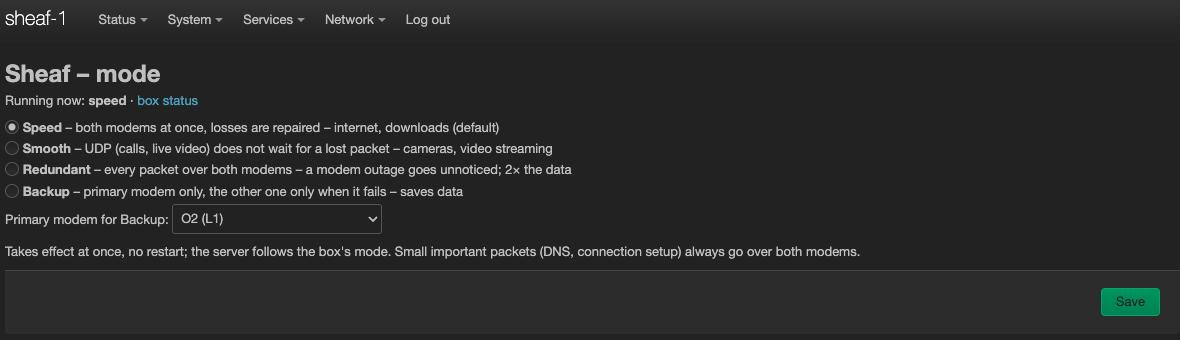 sheaf-1 Status System Services Network Log out
Sheaf – mode
Running now: speed · box status
Speed – both modems at once, losses are repaired – internet, downloads (default)
Smooth – UDP (calls, live video) does not wait for a lost packet – cameras, video streaming
Redundant – every packet over both modems – a modem outage goes unnoticed; 2× the data
Backup – primary modem only, the other one only when it fails – saves data
Primary modem for Backup: O2 (L1)
Takes effect at once, no restart; the server follows the box's mode. Small important packets (DNS, connection setup) always go over both modems.
Save